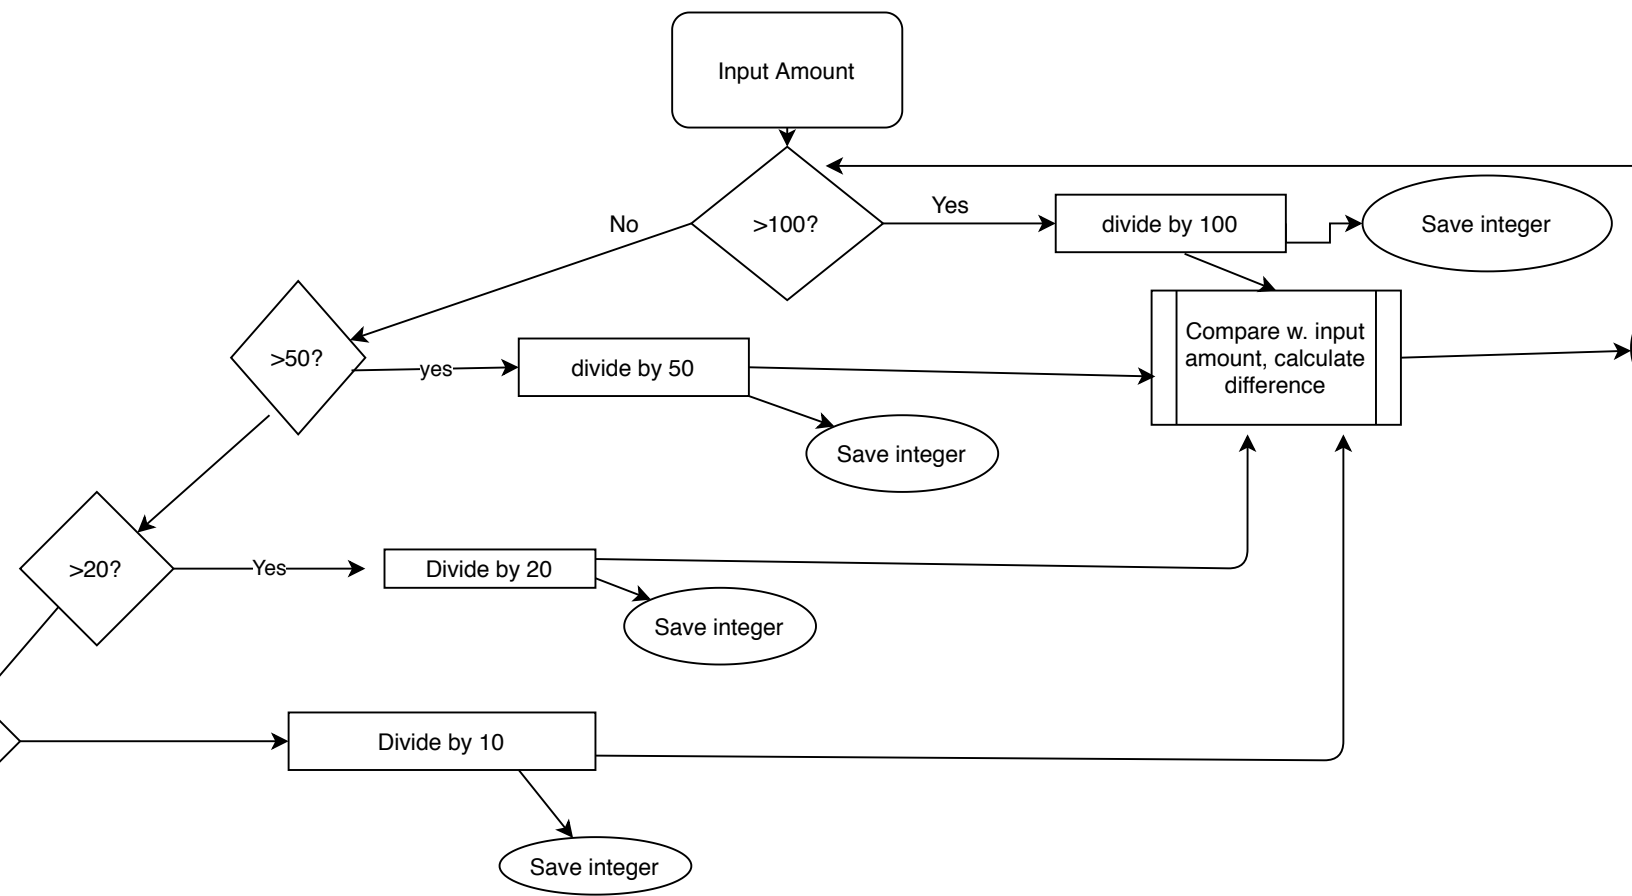 Input Amount
>100?
Yes
divide by 100
Save integer
No
Compare w. input
amount, calculate
difference
>50?
yes
divide by 50
Save integer
>20?
Yes
Divide by 20
Save integer
Divide by 10
Save integer